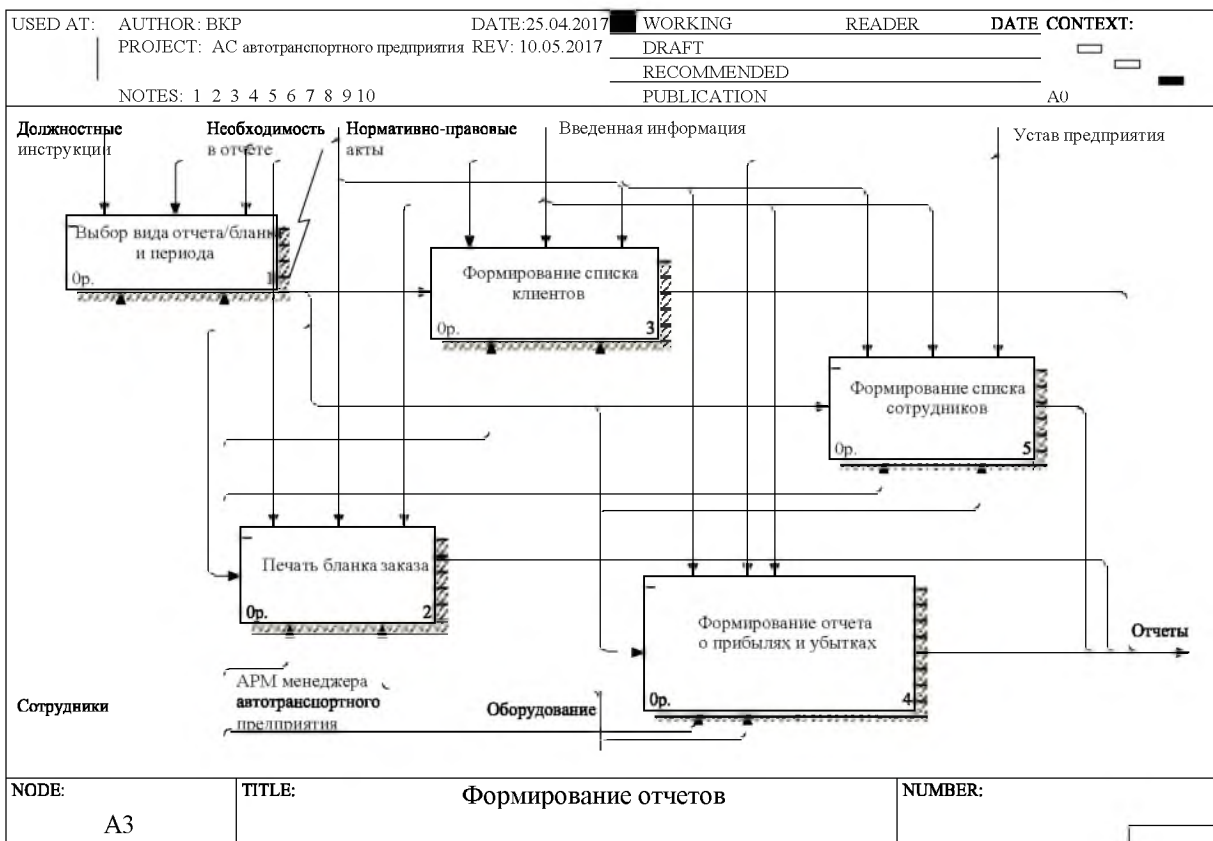 USED AT: AUTHOR: BKP DATE:25.04.2017 WORKING READER DATE CONTEXT:
PROJECT: АС автотранспортного предприятия REV: 10.05.2017 DRAFT
RECOMMENDED
NOTES: 1 2 3 4 5 6 7 8 9 10 PUBLICATION A0
Должностные инструкции
Необходимость в отчете
Нормативно-правовые акты
Введенная информация
Устав предприятия
Выбор вида отчета/бланка
и периода
0р. 1
Формирование списка
клиентов
0р. 3
Формирование списка
сотрудников
0р. 5
Печать бланка заказа
0р. 2
Формирование отчета
о прибылях и убытках
0р. 4
Отчеты
Сотрудники
АРМ менеджера
автотранспортного
предприятия
Оборудование
NODE: TITLE: Формирование отчетов NUMBER:
A3